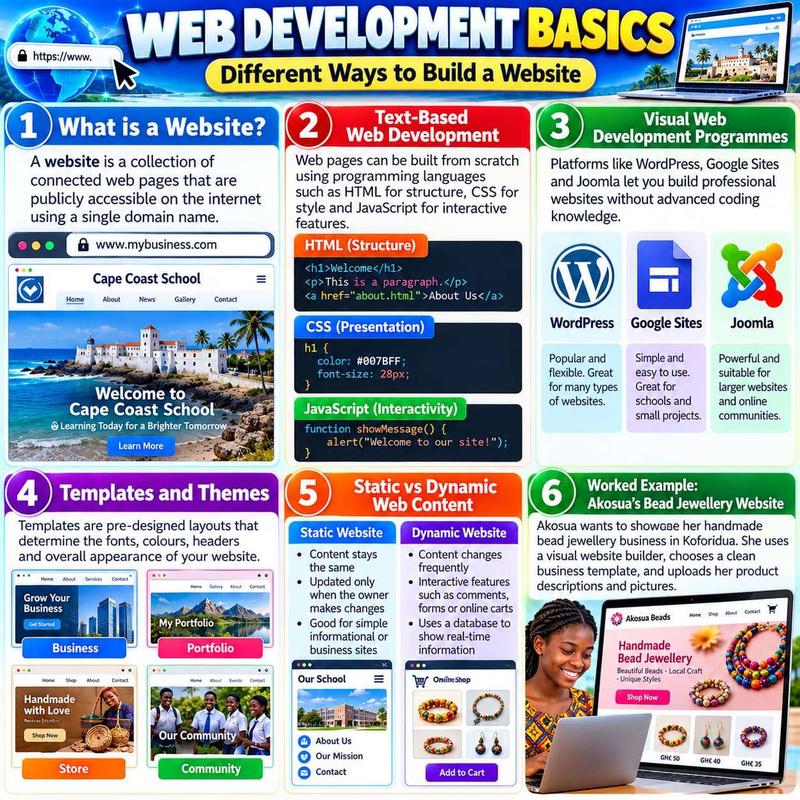 https://www.
WEB DEVELOPMENT BASICS
Different Ways to Build a Website
1 What is a Website?
A website is a collection of
connected web pages that are
publicly accessible on the internet
using a single domain name.
www.mybusiness.com
Cape Coast School
Home About News Gallery Contact
Welcome to
Cape Coast School
Learning Today for a Brighter Tomorrow
Learn More
2 Text-Based
Web Development
Web pages can be built from scratch
using programming languages
such as HTML for structure, CSS for
style and JavaScript for interactive
features.
HTML (Structure)
<h1>Welcome</h1>
<p>This is a paragraph.</p>
<a href="about.html">About Us</a>
CSS (Presentation)
h1 {
color: #007BFF;
font-size: 28px;
}
JavaScript (Interactivity)
function showMessage() {
alert("Welcome to our site!");
}
3 Visual Web
Development Programmes
Platforms like WordPress, Google Sites
and Joomla let you build professional
websites without advanced coding
knowledge.
WordPress
Popular and
flexible. Great
for many types
of websites.
Google Sites
Simple and
easy to use.
Great for
schools and
small projects.
Joomla
Powerful and
suitable for
larger websites
and online
communities.
4 Templates and Themes
Templates are pre-designed layouts that
determine the fonts, colours, headers
and overall appearance of your website.
Home About Services Contact
Grow Your
Business
Get Started
Business
Home Gallery About Contact
My Portfolio
Portfolio
Home Shop About Contact
Handmade
with Love
Shop Now
Store
Home About Events Contact
Our Community
Community
5 Static vs Dynamic
Web Content
Static Website
• Content stays
the same
• Updated only
when the owner
makes changes
• Good for simple
informational or
business sites
Our School
About Us
Our Mission
Contact
Dynamic Website
• Content changes
frequently
• Interactive features
such as comments,
forms or online carts
• Uses a database to
show real-time
information
OnlineShop
Add to Cart
6 Worked Example:
Akosua's Bead Jewellery Website
Akosua wants to showcase her handmade
bead jewellery business in Koforidua. She uses
a visual website builder, chooses a clean
business template, and uploads her product
descriptions and pictures.
Akosua Beads
Home Shop About Contact
Handmade
Bead Jewellery
Beautiful Beads · Local Craft
· Unique Styles
Shop Now
GH¢ 50 GH¢ 40 GH¢ 35